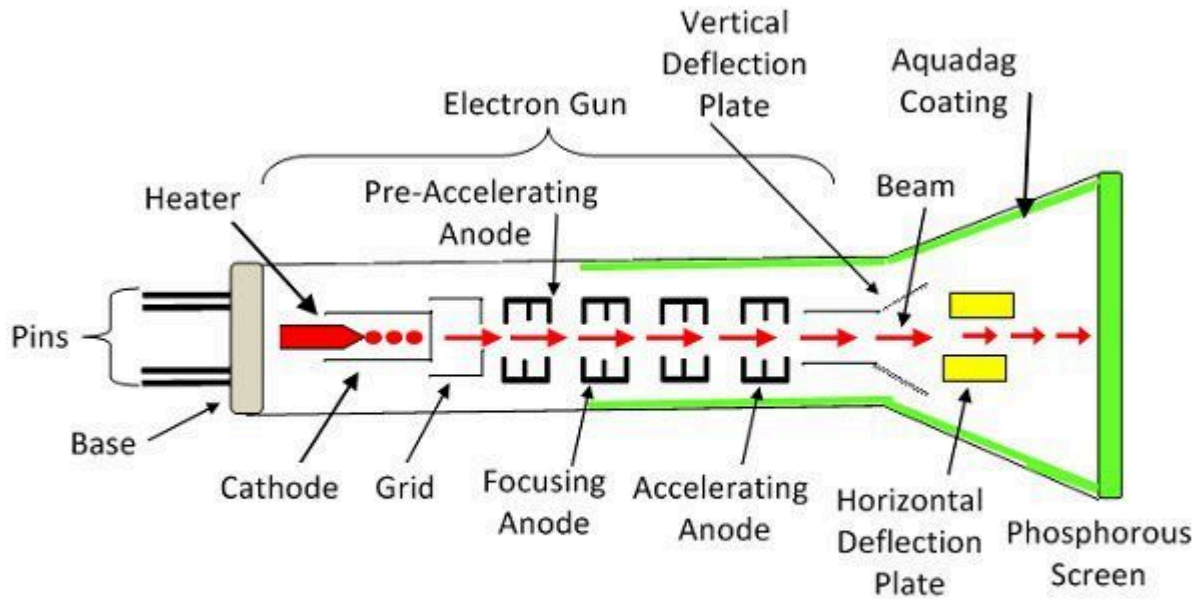 Vertical
Deflection
Plate
Aquadag
Coating
Electron Gun
Heater
Pre-Accelerating
Anode
Beam
Pins
Base
Cathode
Grid
Focusing
Anode
Accelerating
Anode
Horizontal
Deflection
Plate
Phosphorous
Screen